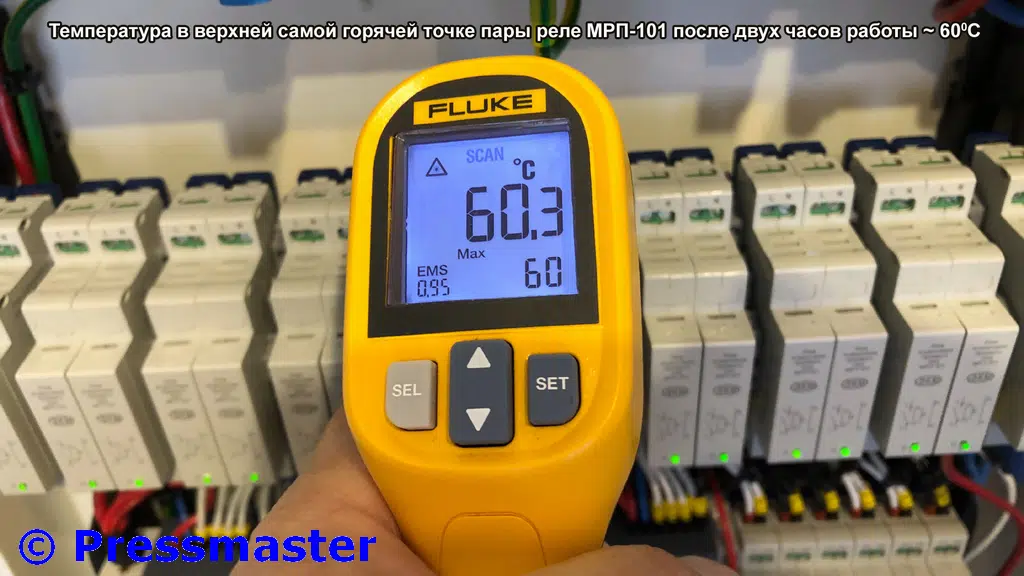 Температура в верхней самой горячей точке пары реле МРП-101 после двух часов работы ~ 60⁰C
FLUKE
SCAN
°C
60.3
Max
EMS
0.95
60
SEL
SET
© Pressmaster